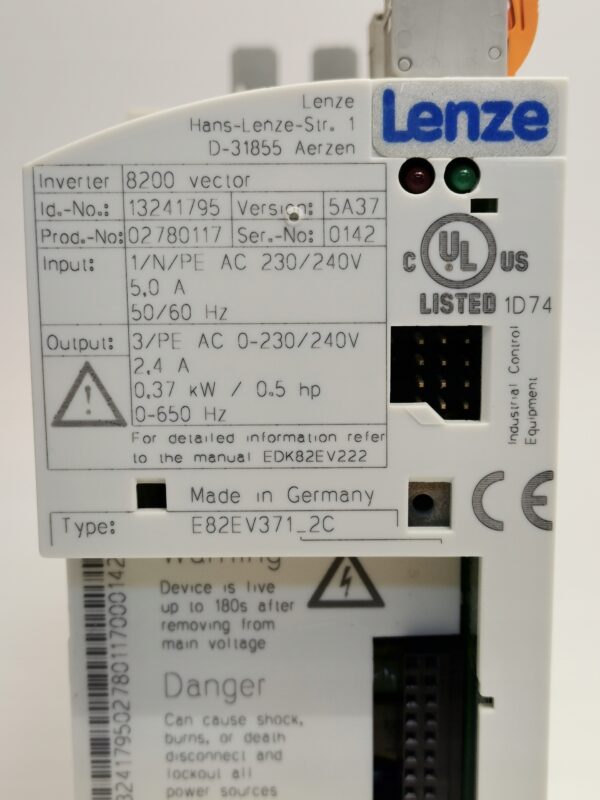 Lenze
Hans-Lenze-Str. 1
D-31855 Aerzen
Lenze
Inverter 8200 vector
Id.-No.: 13241795 Version: 5A37
Prod.-No: 02780117 Ser.-No: 0142
Input: 1/N/PE AC 230/240V
5,0 A
50/60 Hz
Output: 3/PE AC 0-230/240V
2,4 A
0,37 kW / 0.5 hp
0-650 Hz
For detailed information refer
to the manual EDK82EV222
C UL US
LISTED 1D74
Industrial Control
Equipment
Made in Germany
CE
Type: E82EV371_2C
Warning
Device is live
up to 180s after
removing from
main voltage
Danger
Can cause shock,
burns, or death
disconnect and
lockout all
power sources
324179502780117000142